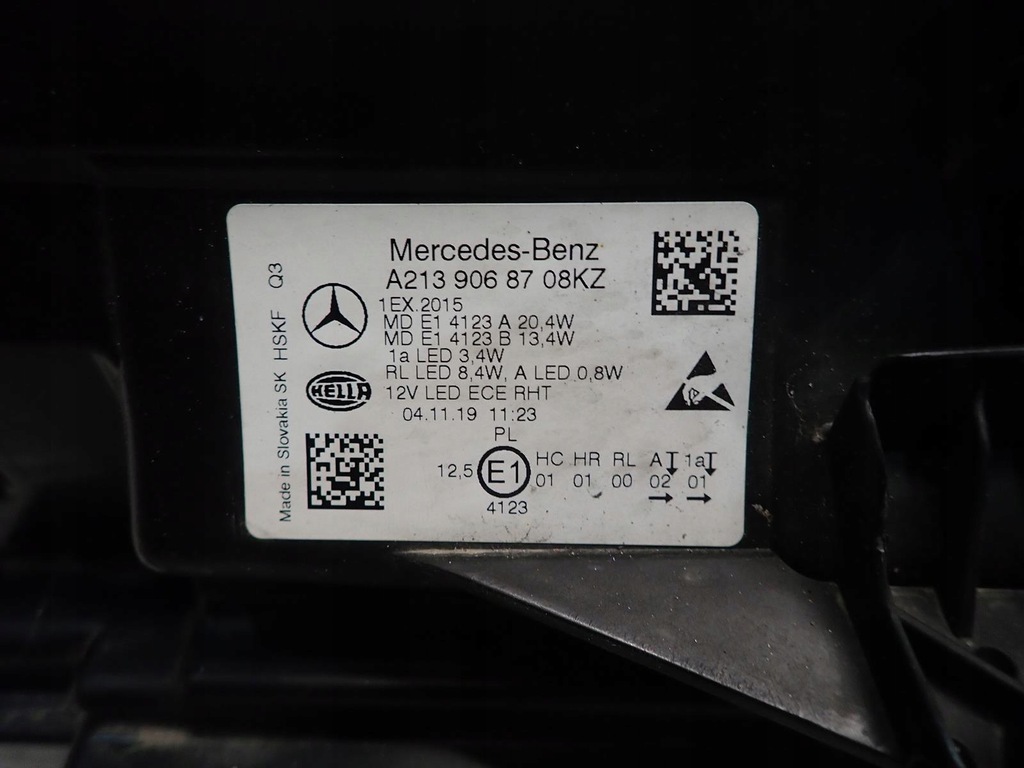 Mercedes-Benz
A213 906 87 08KZ
1EX.2015
MD E1 4123 A 20,4W
MD E1 4123 B 13,4W
1a LED 3,4W
RL LED 8,4W, A LED 0,8W
12V LED ECE RHT
04.11.19 11:23
PL
HELLA
Made in Slovakia SK HSKF Q3
12,5 E1 HC HR RL A 1a
01 01 00 02 01
4123